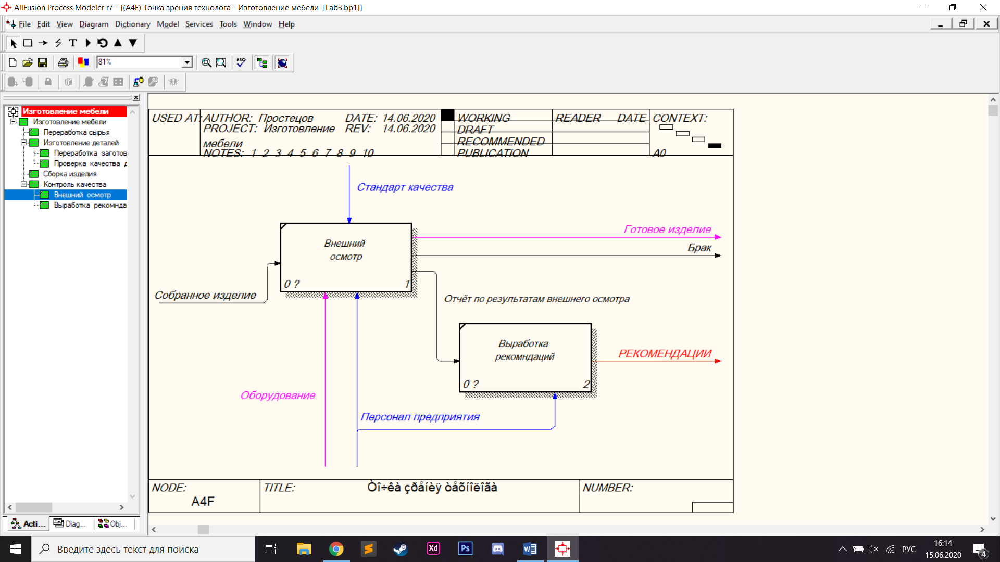 AllFusion Process Modeler r7 - [(A4F) Точка зрения технолога - Изготовление мебели [Lab3.bp1]]
File Edit View Diagram Dictionary Model Services Tools Window Help
T
81%
ABC
Изготовление мебели
Изготовление мебели
Переработка сырья
Изготовление деталей
Переработка заготов
Проверка качества д
Сборка изделия
Контроль качества
Внешний осмотр
Выработка рекомнда
Acti... Diag... Obj...
USED AT: AUTHOR: Простецов DATE: 14.06.2020 WORKING READER DATE CONTEXT:
PROJECT: Изготовление REV: 14.06.2020 DRAFT
мебели RECOMMENDED
NOTES: 1 2 3 4 5 6 7 8 9 10 PUBLICATION A0
Стандарт качества
Готовое изделие
Брак
Внешний
осмотр
0 ? 1
Собранное изделие
Отчёт по результатам внешнего осмотра
Выработка
рекомндаций
0 ? 2
РЕКОМЕНДАЦИИ
Оборудование
Персонал предприятия
NODE: TITLE: Òî÷êà çðåíèÿ òåõíîëîãà NUMBER:
A4F
Введите здесь текст для поиска
Xd Ps W РУС
16:14
15.06.2020
4